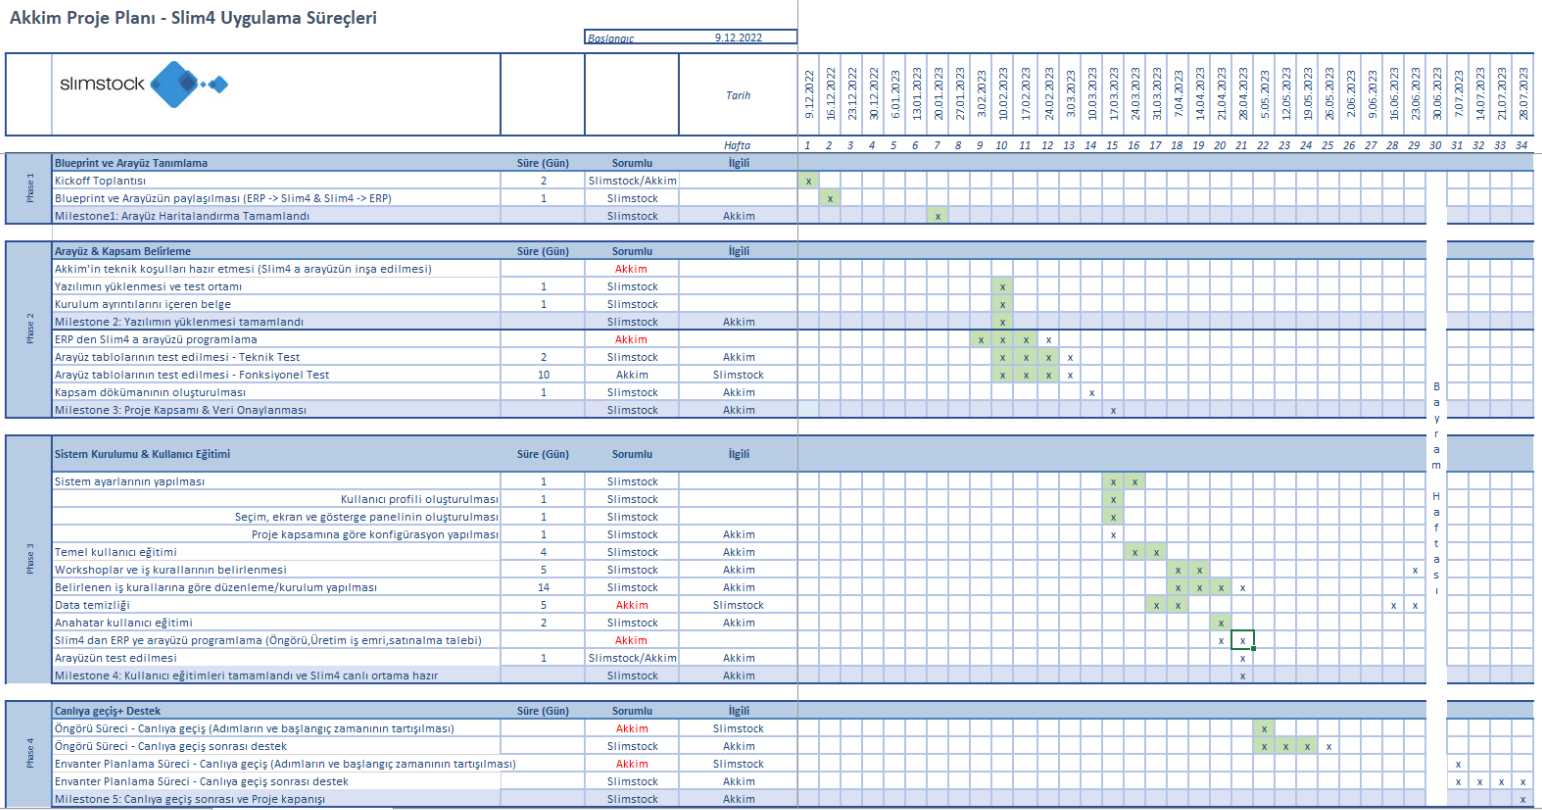 Akkim Proje Planı - Slim4 Uygulama Süreçleri
Başlangıç 9.12.2022
slimstock
Tarih 9.12.2022 16.12.2022 23.12.2022 30.12.2022 6.01.2023 13.01.2023 20.01.2023 27.01.2023 3.02.2023 10.02.2023 17.02.2023 24.02.2023 3.03.2023 10.03.2023 17.03.2023 24.03.2023 31.03.2023 7.04.2023 14.04.2023 21.04.2023 28.04.2023 5.05.2023 12.05.2023 19.05.2023 26.05.2023 2.06.2023 9.06.2023 16.06.2023 23.06.2023 30.06.2023 7.07.2023 14.07.2023 21.07.2023 28.07.2023
Hafta 1 2 3 4 5 6 7 8 9 10 11 12 13 14 15 16 17 18 19 20 21 22 23 24 25 26 27 28 29 30 31 32 33 34
Phase 1
Blueprint ve Arayüz Tanımlama Süre (Gün) Sorumlu İlgili
Kickoff Toplantısı 2 Slimstock/Akkim x
Blueprint ve Arayüzün paylaşılması (ERP -> Slim4 & Slim4 -> ERP) 1 Slimstock x
Milestone1: Arayüz Haritalandırma Tamamlandı Slimstock Akkim x
Phase 2
Arayüz & Kapsam Belirleme Süre (Gün) Sorumlu İlgili
Akkim'in teknik koşulları hazır etmesi (Slim4 a arayüzün inşa edilmesi) Akkim
Yazılımın yüklenmesi ve test ortamı 1 Slimstock x
Kurulum ayrıntılarını içeren belge 1 Slimstock x
Milestone 2: Yazılımın yüklenmesi tamamlandı Slimstock Akkim x
ERP den Slim4 a arayüzü programlama Akkim x x x x
Arayüz tablolarının test edilmesi - Teknik Test 2 Slimstock Akkim x x x x
Arayüz tablolarının test edilmesi - Fonksiyonel Test 10 Akkim Slimstock x x x x
Kapsam dökümanının oluşturulması 1 Slimstock Akkim x
Milestone 3: Proje Kapsamı & Veri Onaylanması Slimstock Akkim x
Bayram Haftası
Phase 3
Sistem Kurulumu & Kullanıcı Eğitimi Süre (Gün) Sorumlu İlgili
Sistem ayarlarının yapılması 1 Slimstock x x
Kullanıcı profili oluşturulması 1 Slimstock x
Seçim, ekran ve gösterge panelinin oluşturulması 1 Slimstock x
Proje kapsamına göre konfigürasyon yapılması 1 Slimstock Akkim x
Temel kullanıcı eğitimi 4 Slimstock Akkim x x
Workshoplar ve iş kurallarının belirlenmesi 5 Slimstock Akkim x x x
Belirlenen iş kurallarına göre düzenleme/kurulum yapılması 14 Slimstock Akkim x x x x
Data temizliği 5 Akkim Slimstock x x x x
Anahatar kullanıcı eğitimi 2 Slimstock Akkim x
Slim4 dan ERP ye arayüzü programlama (Öngörü,Üretim iş emri,satınalma talebi) Akkim x x
Arayüzün test edilmesi 1 Slimstock/Akkim Akkim x
Milestone 4: Kullanıcı eğitimleri tamamlandı ve Slim4 canlı ortama hazır Slimstock Akkim x
Phase 4
Canlıya geçiş+ Destek Süre (Gün) Sorumlu İlgili
Öngörü Süreci - Canlıya geçiş (Adımların ve başlangıç zamanının tartışılması) Akkim Slimstock x
Öngörü Süreci - Canlıya geçiş sonrası destek Slimstock Akkim x x x x
Envanter Planlama Süreci - Canlıya geçiş (Adımların ve başlangıç zamanının tartışılması) Akkim Slimstock x
Envanter Planlama Süreci - Canlıya geçiş sonrası destek Slimstock Akkim x x x x
Milestone 5: Canlıya geçiş sonrası ve Proje kapanışı Slimstock Akkim x